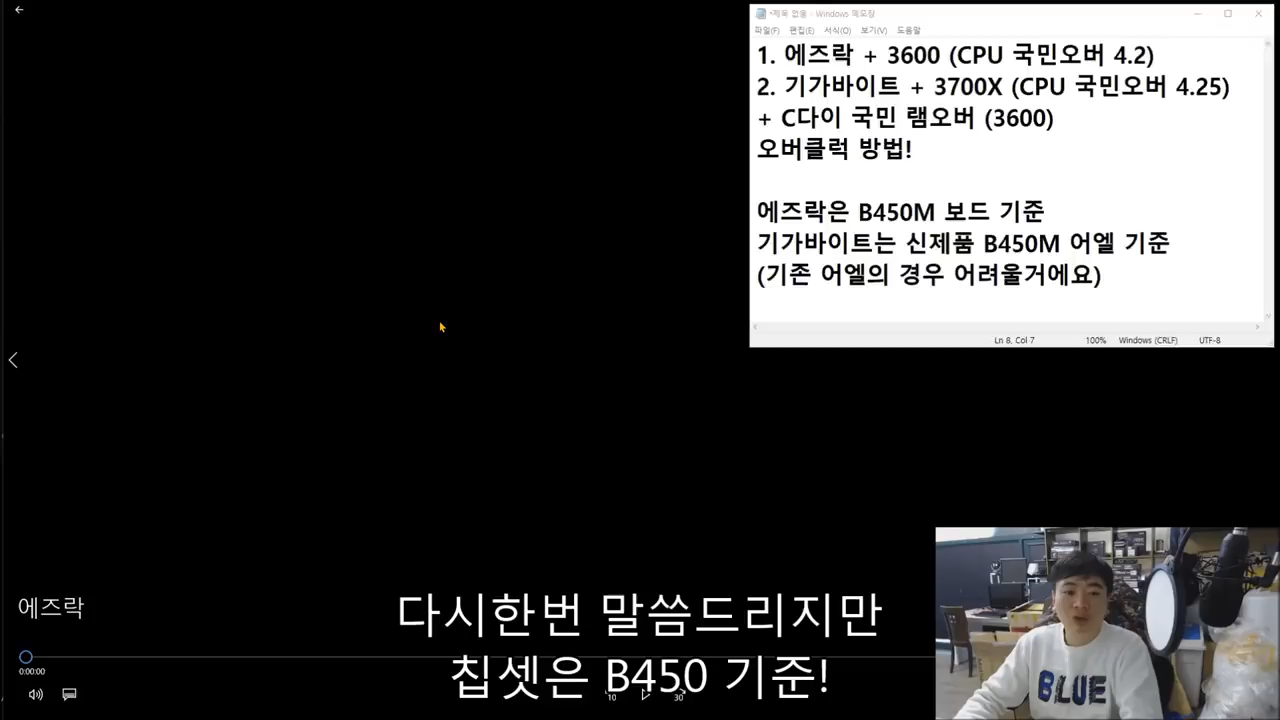 *제목 없음 - Windows 메모장
파일(F) 편집(E) 서식(O) 보기(V) 도움말
1. 에즈락 + 3600 (CPU 국민오버 4.2)
2. 기가바이트 + 3700X (CPU 국민오버 4.25)
+ C다이 국민 램오버 (3600)
오버클럭 방법!
에즈락은 B450M 보드 기준
기가바이트는 신제품 B450M 어엘 기준
(기존 어엘의 경우 어려울거에요)
Ln 8, Col 7 100% Windows (CRLF) UTF-8
에즈락
다시한번 말씀드리지만
칩셋은 B450 기준!
0:00:00
10 30
BLUE